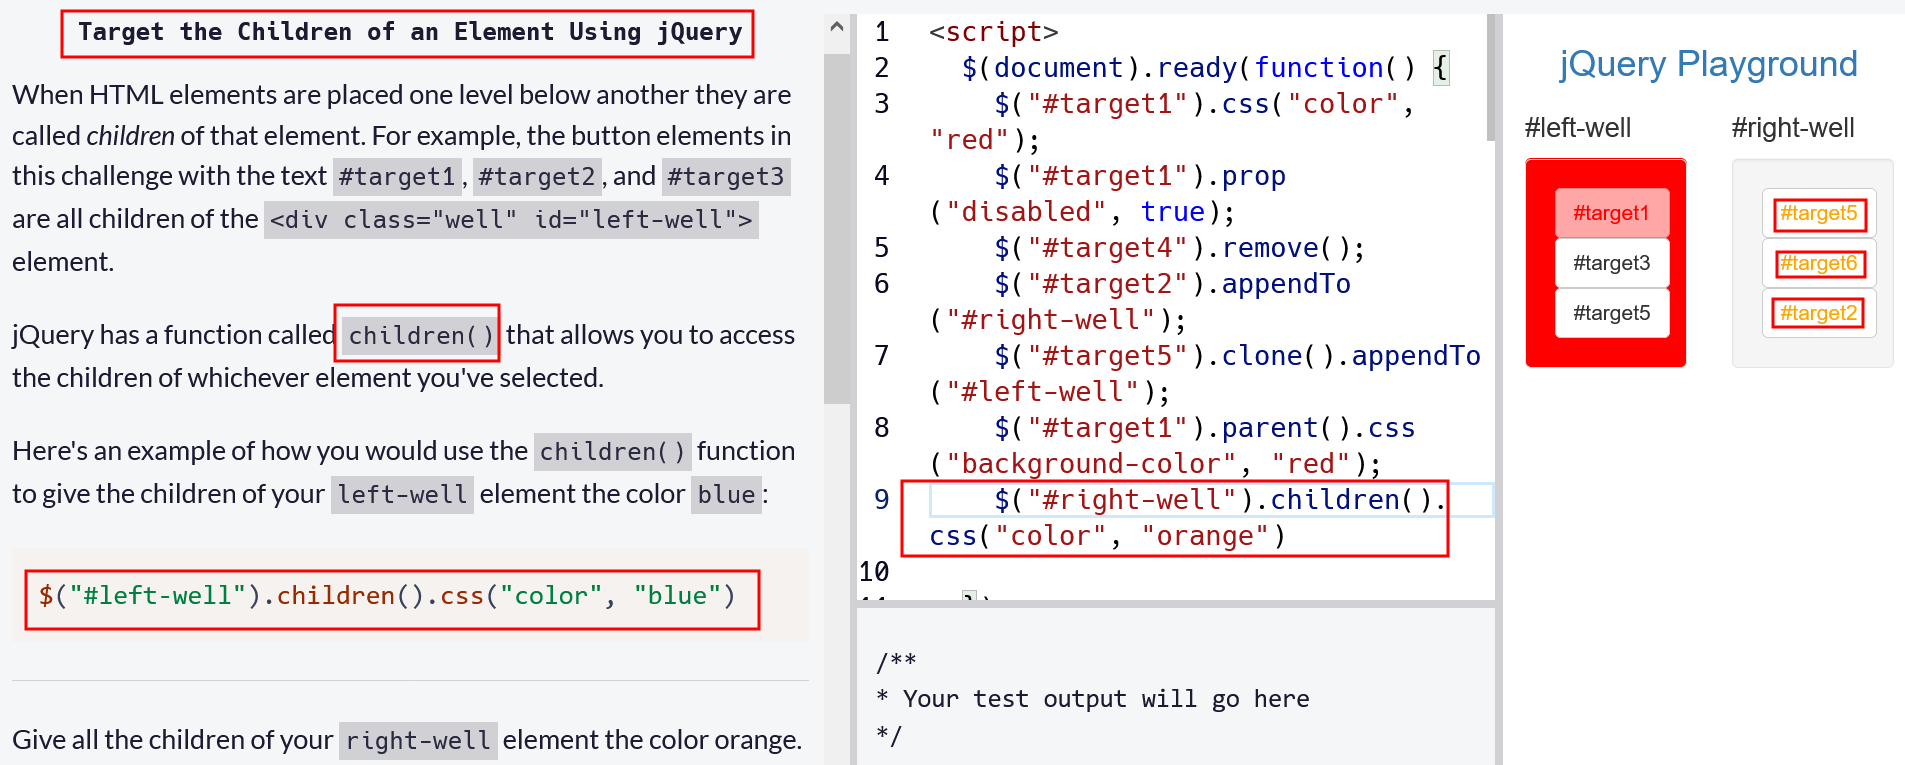 Target the Children of an Element Using jQuery
When HTML elements are placed one level below another they are
called children of that element. For example, the button elements in
this challenge with the text #target1, #target2, and #target3
are all children of the <div class="well" id="left-well">
element.
jQuery has a function called children() that allows you to access
the children of whichever element you've selected.
Here's an example of how you would use the children() function
to give the children of your left-well element the color blue:
$("#left-well").children().css("color", "blue")
Give all the children of your right-well element the color orange.
1 <script>
2 $(document).ready(function() {
3 $("#target1").css("color",
"red");
4 $("#target1").prop
("disabled", true);
5 $("#target4").remove();
6 $("#target2").appendTo
("#right-well");
7 $("#target5").clone().appendTo
("#left-well");
8 $("#target1").parent().css
("background-color", "red");
9 $("#right-well").children().
css("color", "orange")
10
/**
* Your test output will go here
*/
jQuery Playground
#left-well
#target1
#target3
#target5
#right-well
#target5
#target6
#target2